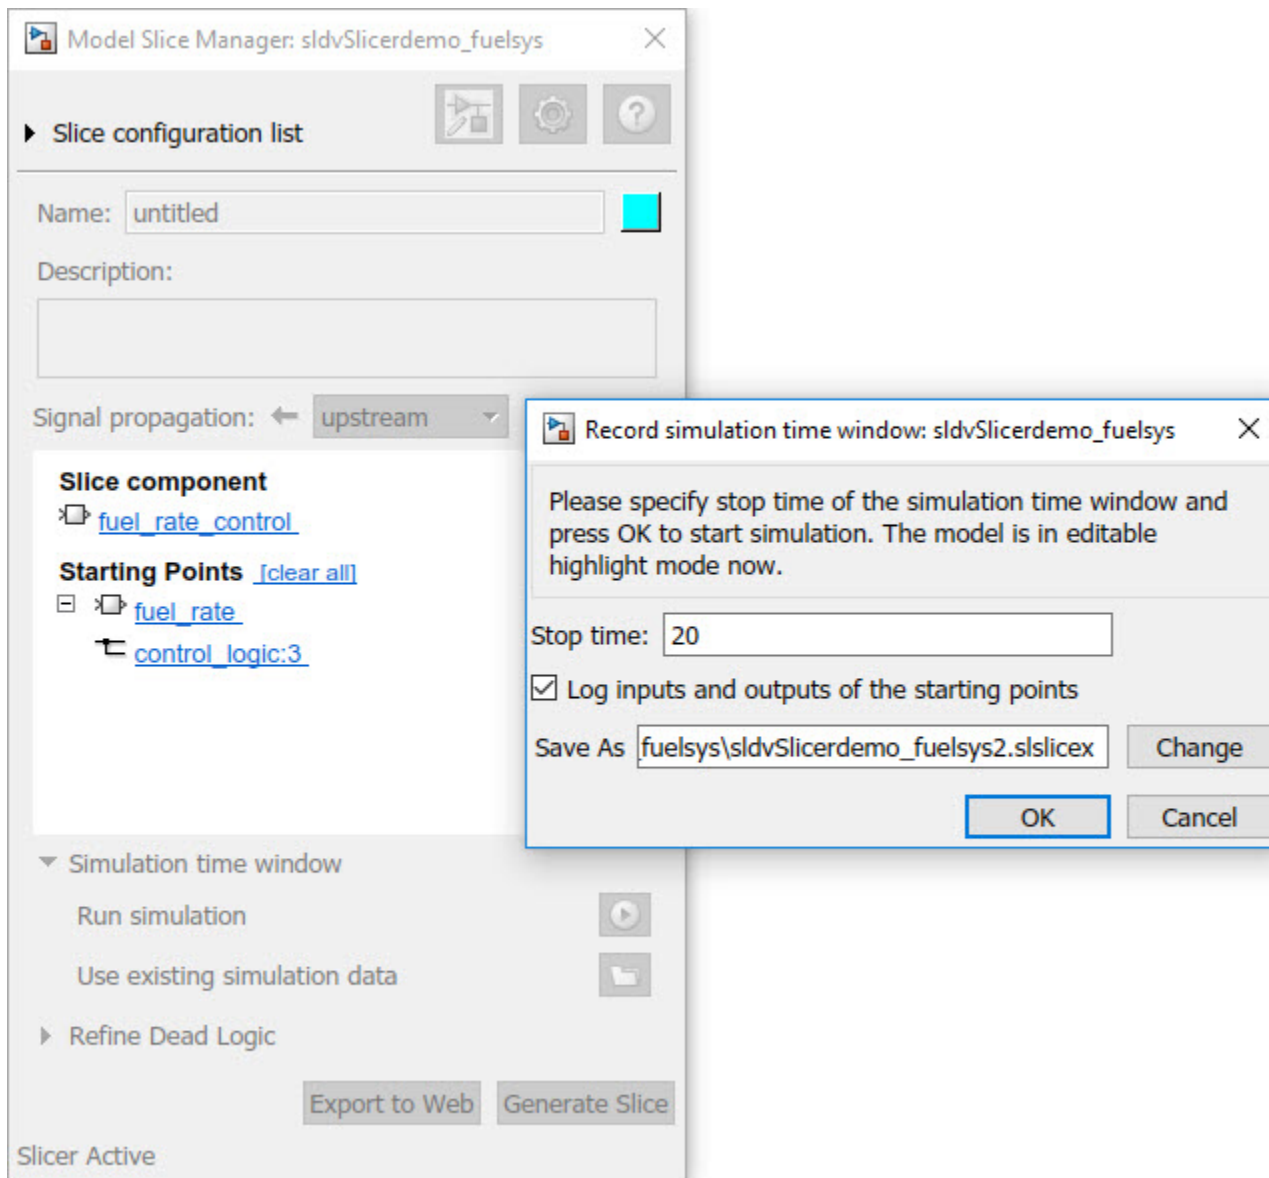 Model Slice Manager: sldvSlicerdemo_fuelsys
Slice configuration list
Name: untitled
Description:
Signal propagation: upstream
Slice component
fuel_rate_control
Starting Points [clear all]
fuel_rate
control_logic:3
Simulation time window
Run simulation
Use existing simulation data
Refine Dead Logic
Export to Web Generate Slice
Slicer Active
Record simulation time window: sldvSlicerdemo_fuelsys
Please specify stop time of the simulation time window and
press OK to start simulation. The model is in editable
highlight mode now.
Stop time: 20
Log inputs and outputs of the starting points
Save As _fuelsys\sldvSlicerdemo_fuelsys2.slslicex Change
OK Cancel